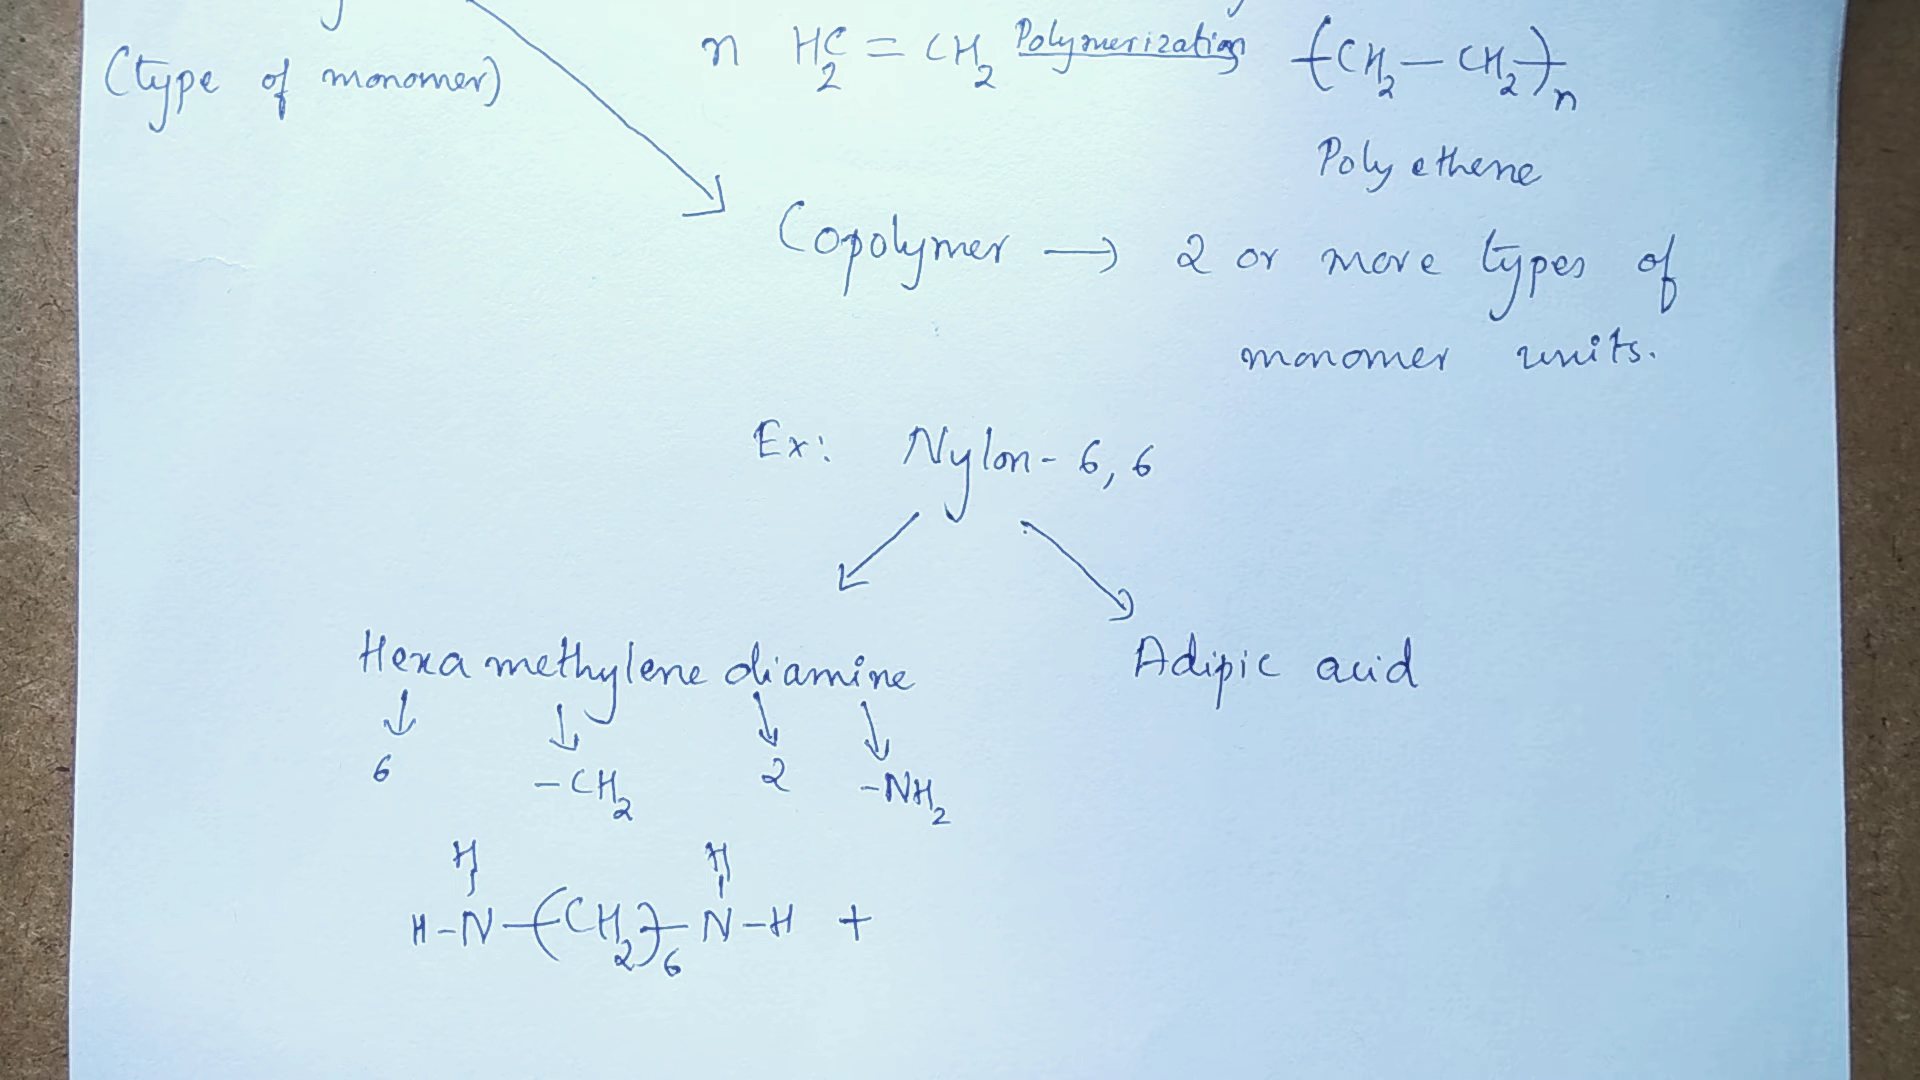 (type of monomer)
n H₂C = CH₂ Polymerization -(CH₂ - CH₂)-n
Poly ethene
Copolymer → 2 or more types of
monomer units.
Ex: Nylon - 6, 6
Hexa methylene diamine
Adipic acid
6 -CH₂ 2 -NH₂
H H
H-N-(CH₂)-6 N-H +